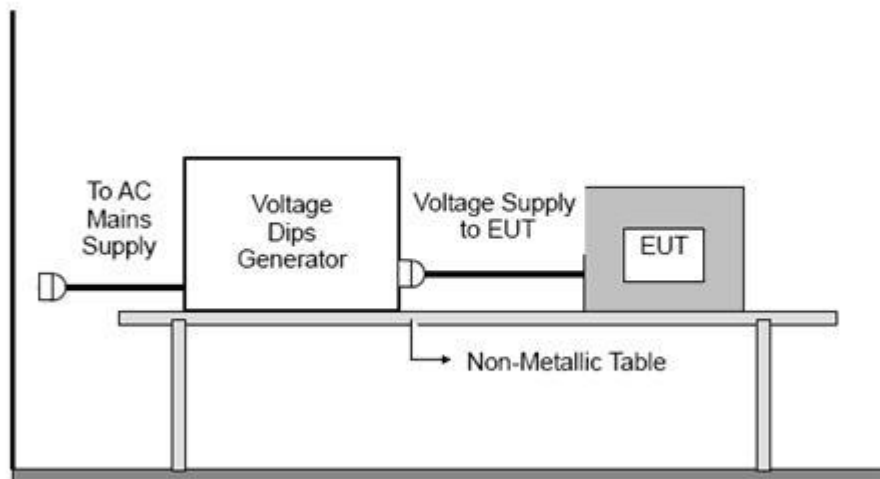 To AC
Mains
Supply
Voltage
Dips
Generator
Voltage Supply
to EUT
EUT
Non-Metallic Table